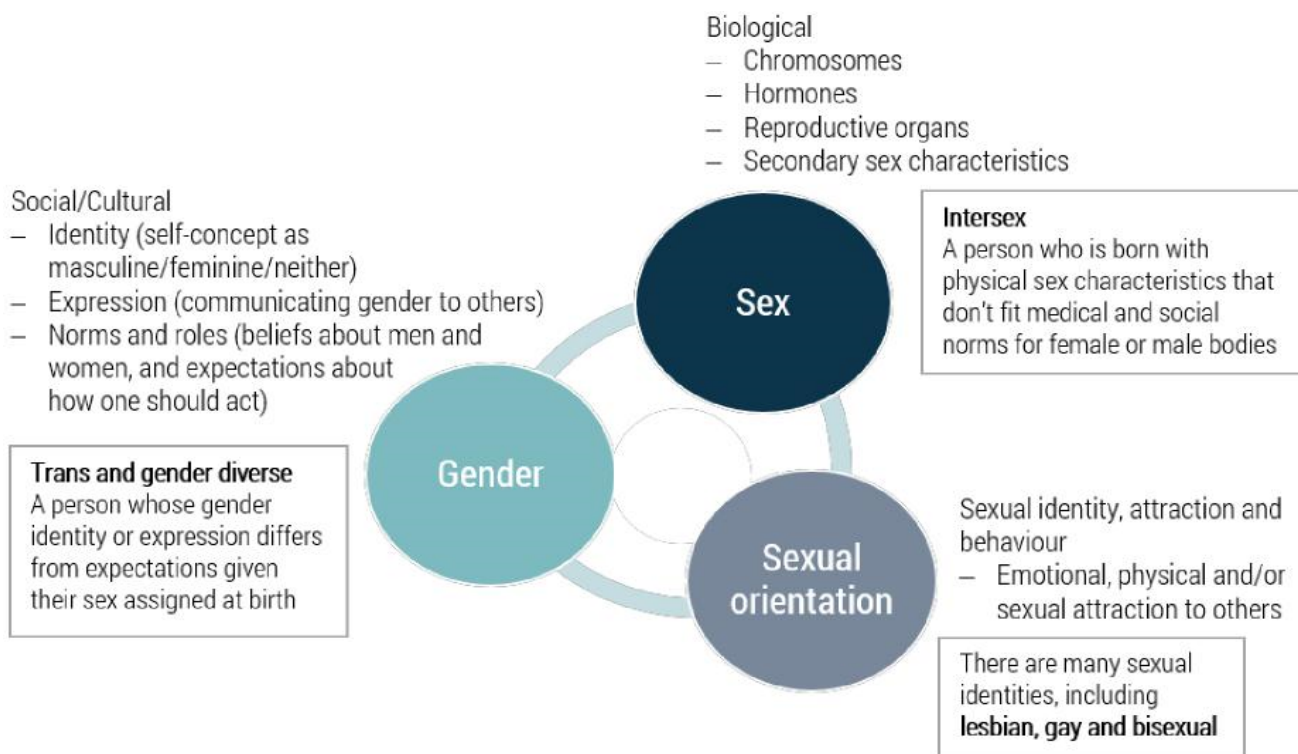 Biological
– Chromosomes
– Hormones
– Reproductive organs
– Secondary sex characteristics
Social/Cultural
– Identity (self-concept as
masculine/feminine/neither)
– Expression (communicating gender to others)
– Norms and roles (beliefs about men and
women, and expectations about
how one should act)
Sex
Intersex
A person who is born with
physical sex characteristics that
don't fit medical and social
norms for female or male bodies
Gender
Trans and gender diverse
A person whose gender
identity or expression differs
from expectations given
their sex assigned at birth
Sexual
orientation
Sexual identity, attraction and
behaviour
– Emotional, physical and/or
sexual attraction to others
There are many sexual
identities, including
lesbian, gay and bisexual